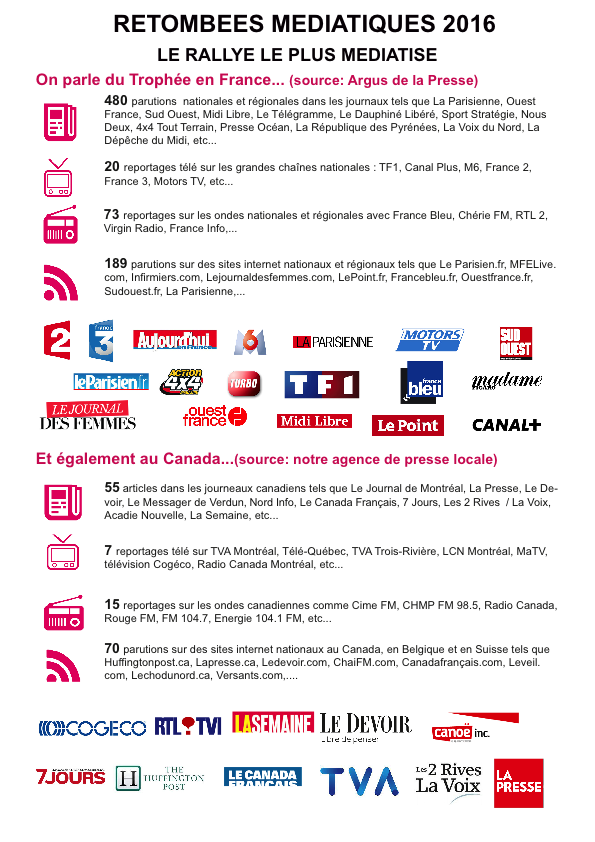 RETOMBEES MEDIATIQUES 2016
LE RALLYE LE PLUS MEDIATISE
On parle du Trophée en France... (source: Argus de la Presse)
480 parutions nationales et régionales dans les journaux tels que La Parisienne, Ouest
France, Sud Ouest, Midi Libre, Le Télégramme, Le Dauphiné Libéré, Sport Stratégie, Nous
Deux, 4x4 Tout Terrain, Presse Océan, La République des Pyrénées, La Voix du Nord, La
Dépêche du Midi, etc...
20 reportages télé sur les grandes chaînes nationales : TF1, Canal Plus, M6, France 2,
France 3, Motors TV, etc...
73 reportages sur les ondes nationales et régionales avec France Bleu, Chérie FM, RTL 2,
Virgin Radio, France Info,...
189 parutions sur des sites internet nationaux et régionaux tels que Le Parisien.fr, MFELive.
com, Infirmiers.com, Lejournaldesfemmes.com, LePoint.fr, Francebleu.fr, Ouestfrance.fr,
Sudouest.fr, La Parisienne,...
2 france 3 Aujourd'hui en France 6 LA PARISIENNE MOTORS TV SUD OUEST
leParisien.fr ACTION 4x4 TURBO TF1 france bleu madame FIGARO
LE JOURNAL DES FEMMES ouest france Midi Libre Le Point CANAL+
Et également au Canada...(source: notre agence de presse locale)
55 articles dans les journeaux canadiens tels que Le Journal de Montréal, La Presse, Le De-
voir, Le Messager de Verdun, Nord Info, Le Canada Français, 7 Jours, Les 2 Rives / La Voix,
Acadie Nouvelle, La Semaine, etc...
7 reportages télé sur TVA Montréal, Télé-Québec, TVA Trois-Rivière, LCN Montréal, MaTV,
télévision Cogéco, Radio Canada Montréal, etc...
15 reportages sur les ondes canadiennes comme Cime FM, CHMP FM 98.5, Radio Canada,
Rouge FM, FM 104.7, Energie 104.1 FM, etc...
70 parutions sur des sites internet nationaux au Canada, en Belgique et en Suisse tels que
Huffingtonpost.ca, Lapresse.ca, Ledevoir.com, ChaiFM.com, Canadafrançais.com, Leveil.
com, Lechodunord.ca, Versants.com,....
COGECO RTL TVI LA SEMAINE LE DEVOIR Libre de penser canoë inc.
7JOURS H THE HUFFINGTON POST LE CANADA FRANÇAIS TVA Les 2 Rives La Voix LA PRESSE